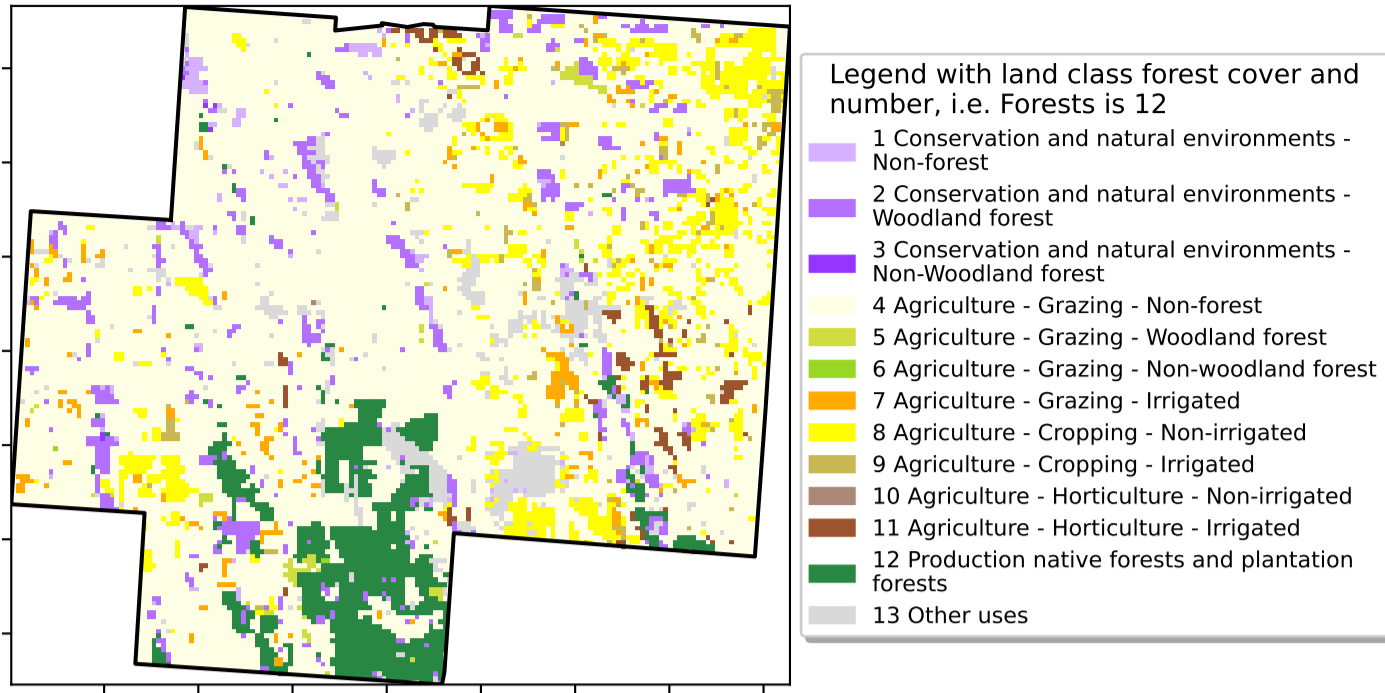 Legend with land class forest cover and
number, i.e. Forests is 12
1 Conservation and natural environments -
Non-forest
2 Conservation and natural environments -
Woodland forest
3 Conservation and natural environments -
Non-Woodland forest
4 Agriculture - Grazing - Non-forest
5 Agriculture - Grazing - Woodland forest
6 Agriculture - Grazing - Non-woodland forest
7 Agriculture - Grazing - Irrigated
8 Agriculture - Cropping - Non-irrigated
9 Agriculture - Cropping - Irrigated
10 Agriculture - Horticulture - Non-irrigated
11 Agriculture - Horticulture - Irrigated
12 Production native forests and plantation
forests
13 Other uses